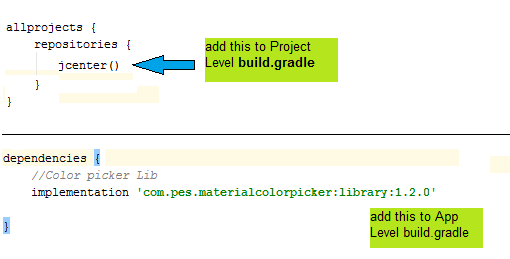 allprojects {
repositories {
jcenter()
}
}
add this to Project
Level build.gradle
dependencies {
//Color picker Lib
implementation 'com.pes.materialcolorpicker:library:1.2.0'
}
add this to App
Level build.gradle